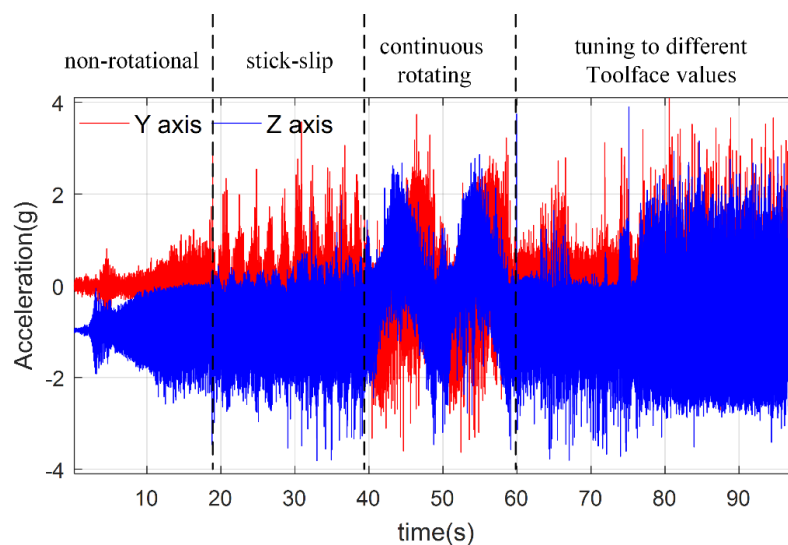 non-rotational
stick-slip
continuous
rotating
tuning to different
Toolface values
Y axis
Z axis
Acceleration(g)
4
2
0
-2
-4
10 20 30 40 50 60 70 80 90
time(s)